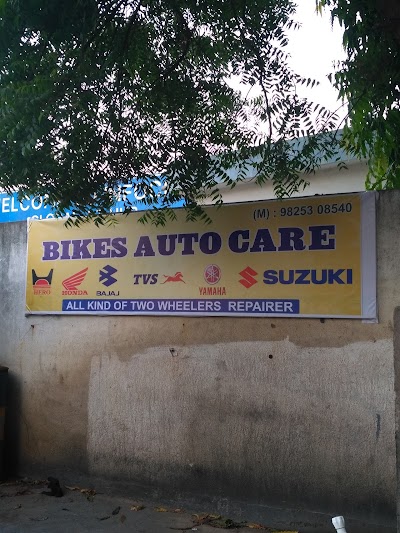 (M) : 98253 08540
BIKES AUTO CARE
HERO HONDA BAJAJ TVS YAMAHA SUZUKI
ALL KIND OF TWO WHEELERS REPAIRER